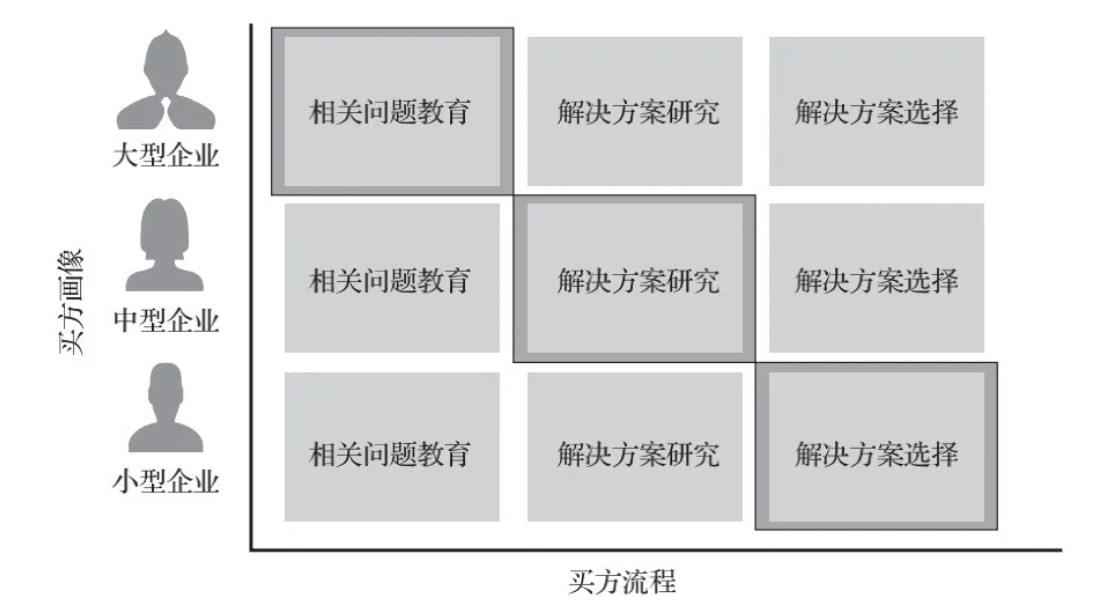 相关问题教育
解决方案研究
解决方案选择
大型企业
相关问题教育
解决方案研究
解决方案选择
中型企业
买方画像
相关问题教育
解决方案研究
解决方案选择
小型企业
买方流程